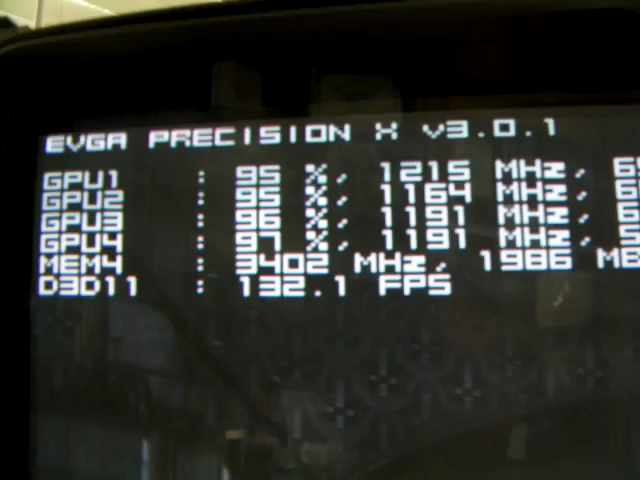 EVGA PRECISION X v3.0.1
GPU1 : 95 %, 1215 MHz,
GPU2 : 95 %, 1164 MHz,
GPU3 : 96 %, 1191 MHz,
GPU4 : 97 %, 1191 MHz,
MEM4 : 3402 MHz, 1986 MB
D3D11 : 132.1 FPS